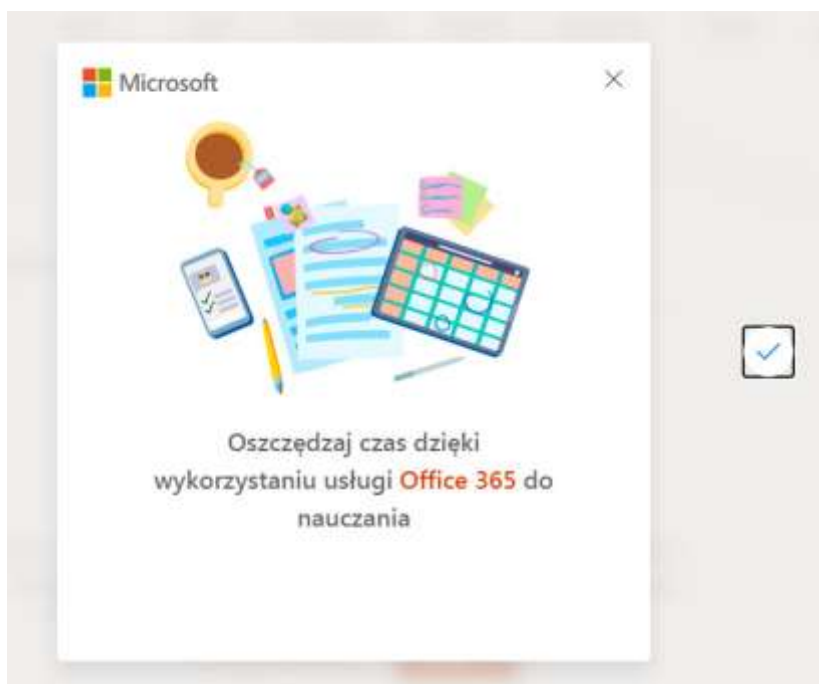 Microsoft
Oszczędzaj czas dzięki
wykorzystaniu usługi Office 365 do
nauczania